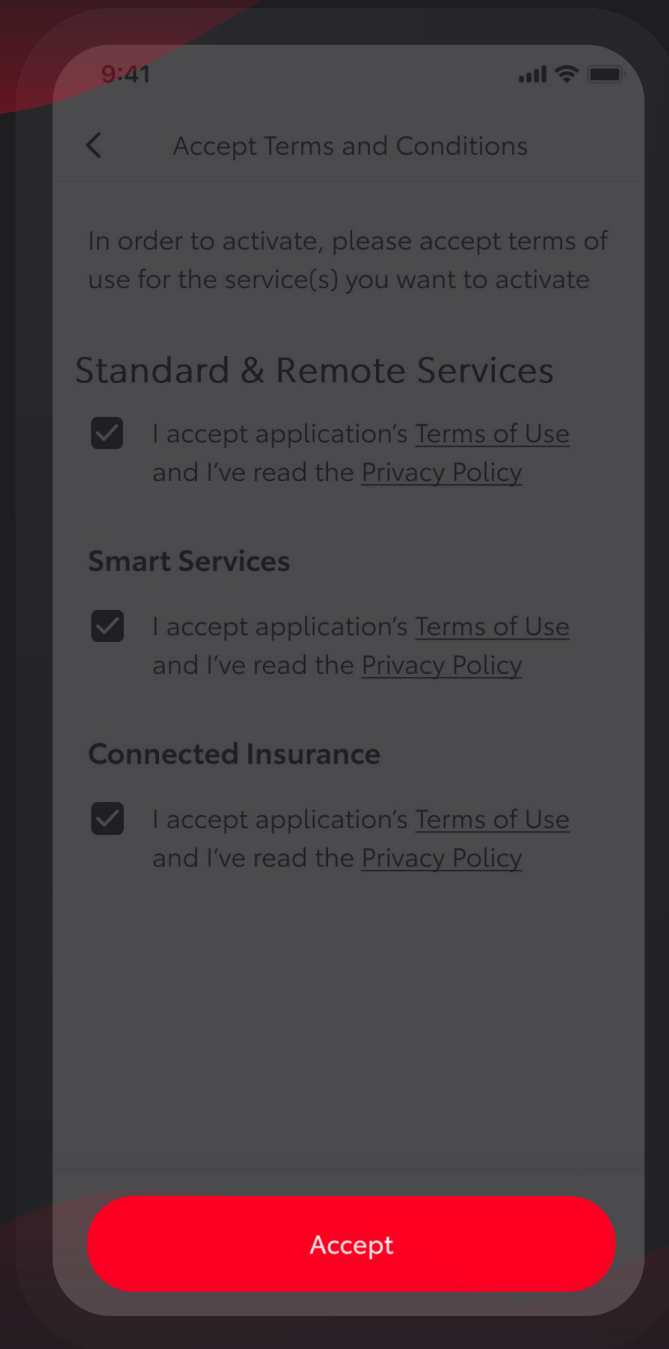 9:41
Accept Terms and Conditions
In order to activate, please accept terms of
use for the service(s) you want to activate
Standard & Remote Services
I accept application’s Terms of Use
and I’ve read the Privacy Policy
Smart Services
I accept application’s Terms of Use
and I’ve read the Privacy Policy
Connected Insurance
I accept application’s Terms of Use
and I’ve read the Privacy Policy
Accept